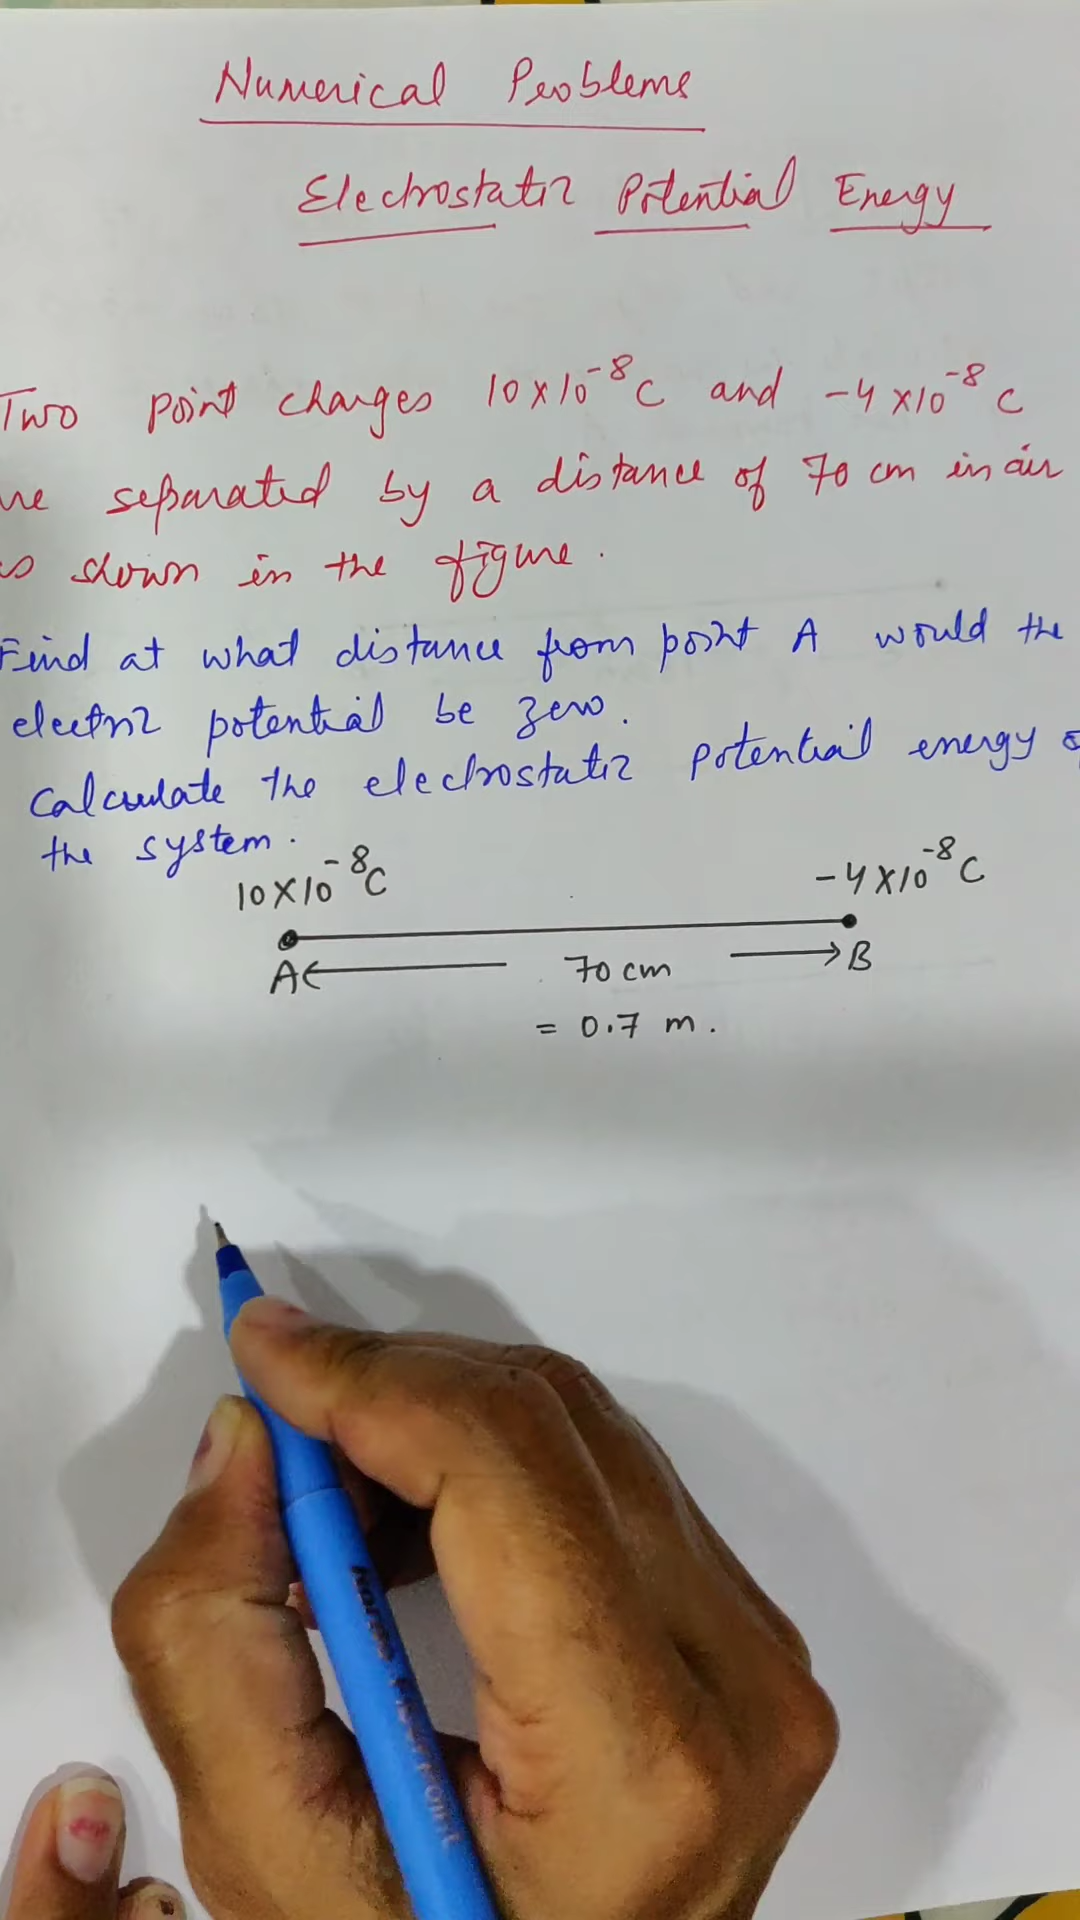 Numerical Problems
Electrostatic Potential Energy
Two point charges 10×10⁻⁸C and -4×10⁻⁸C
re separated by a distance of 70 cm in air
s shown in the figure.
Find at what distance from point A would the
electric potential be zero.
Calculate the electrostatic potential energy of
the system.
10×10⁻⁸C -4×10⁻⁸C
A 70 cm B
= 0.7 m.